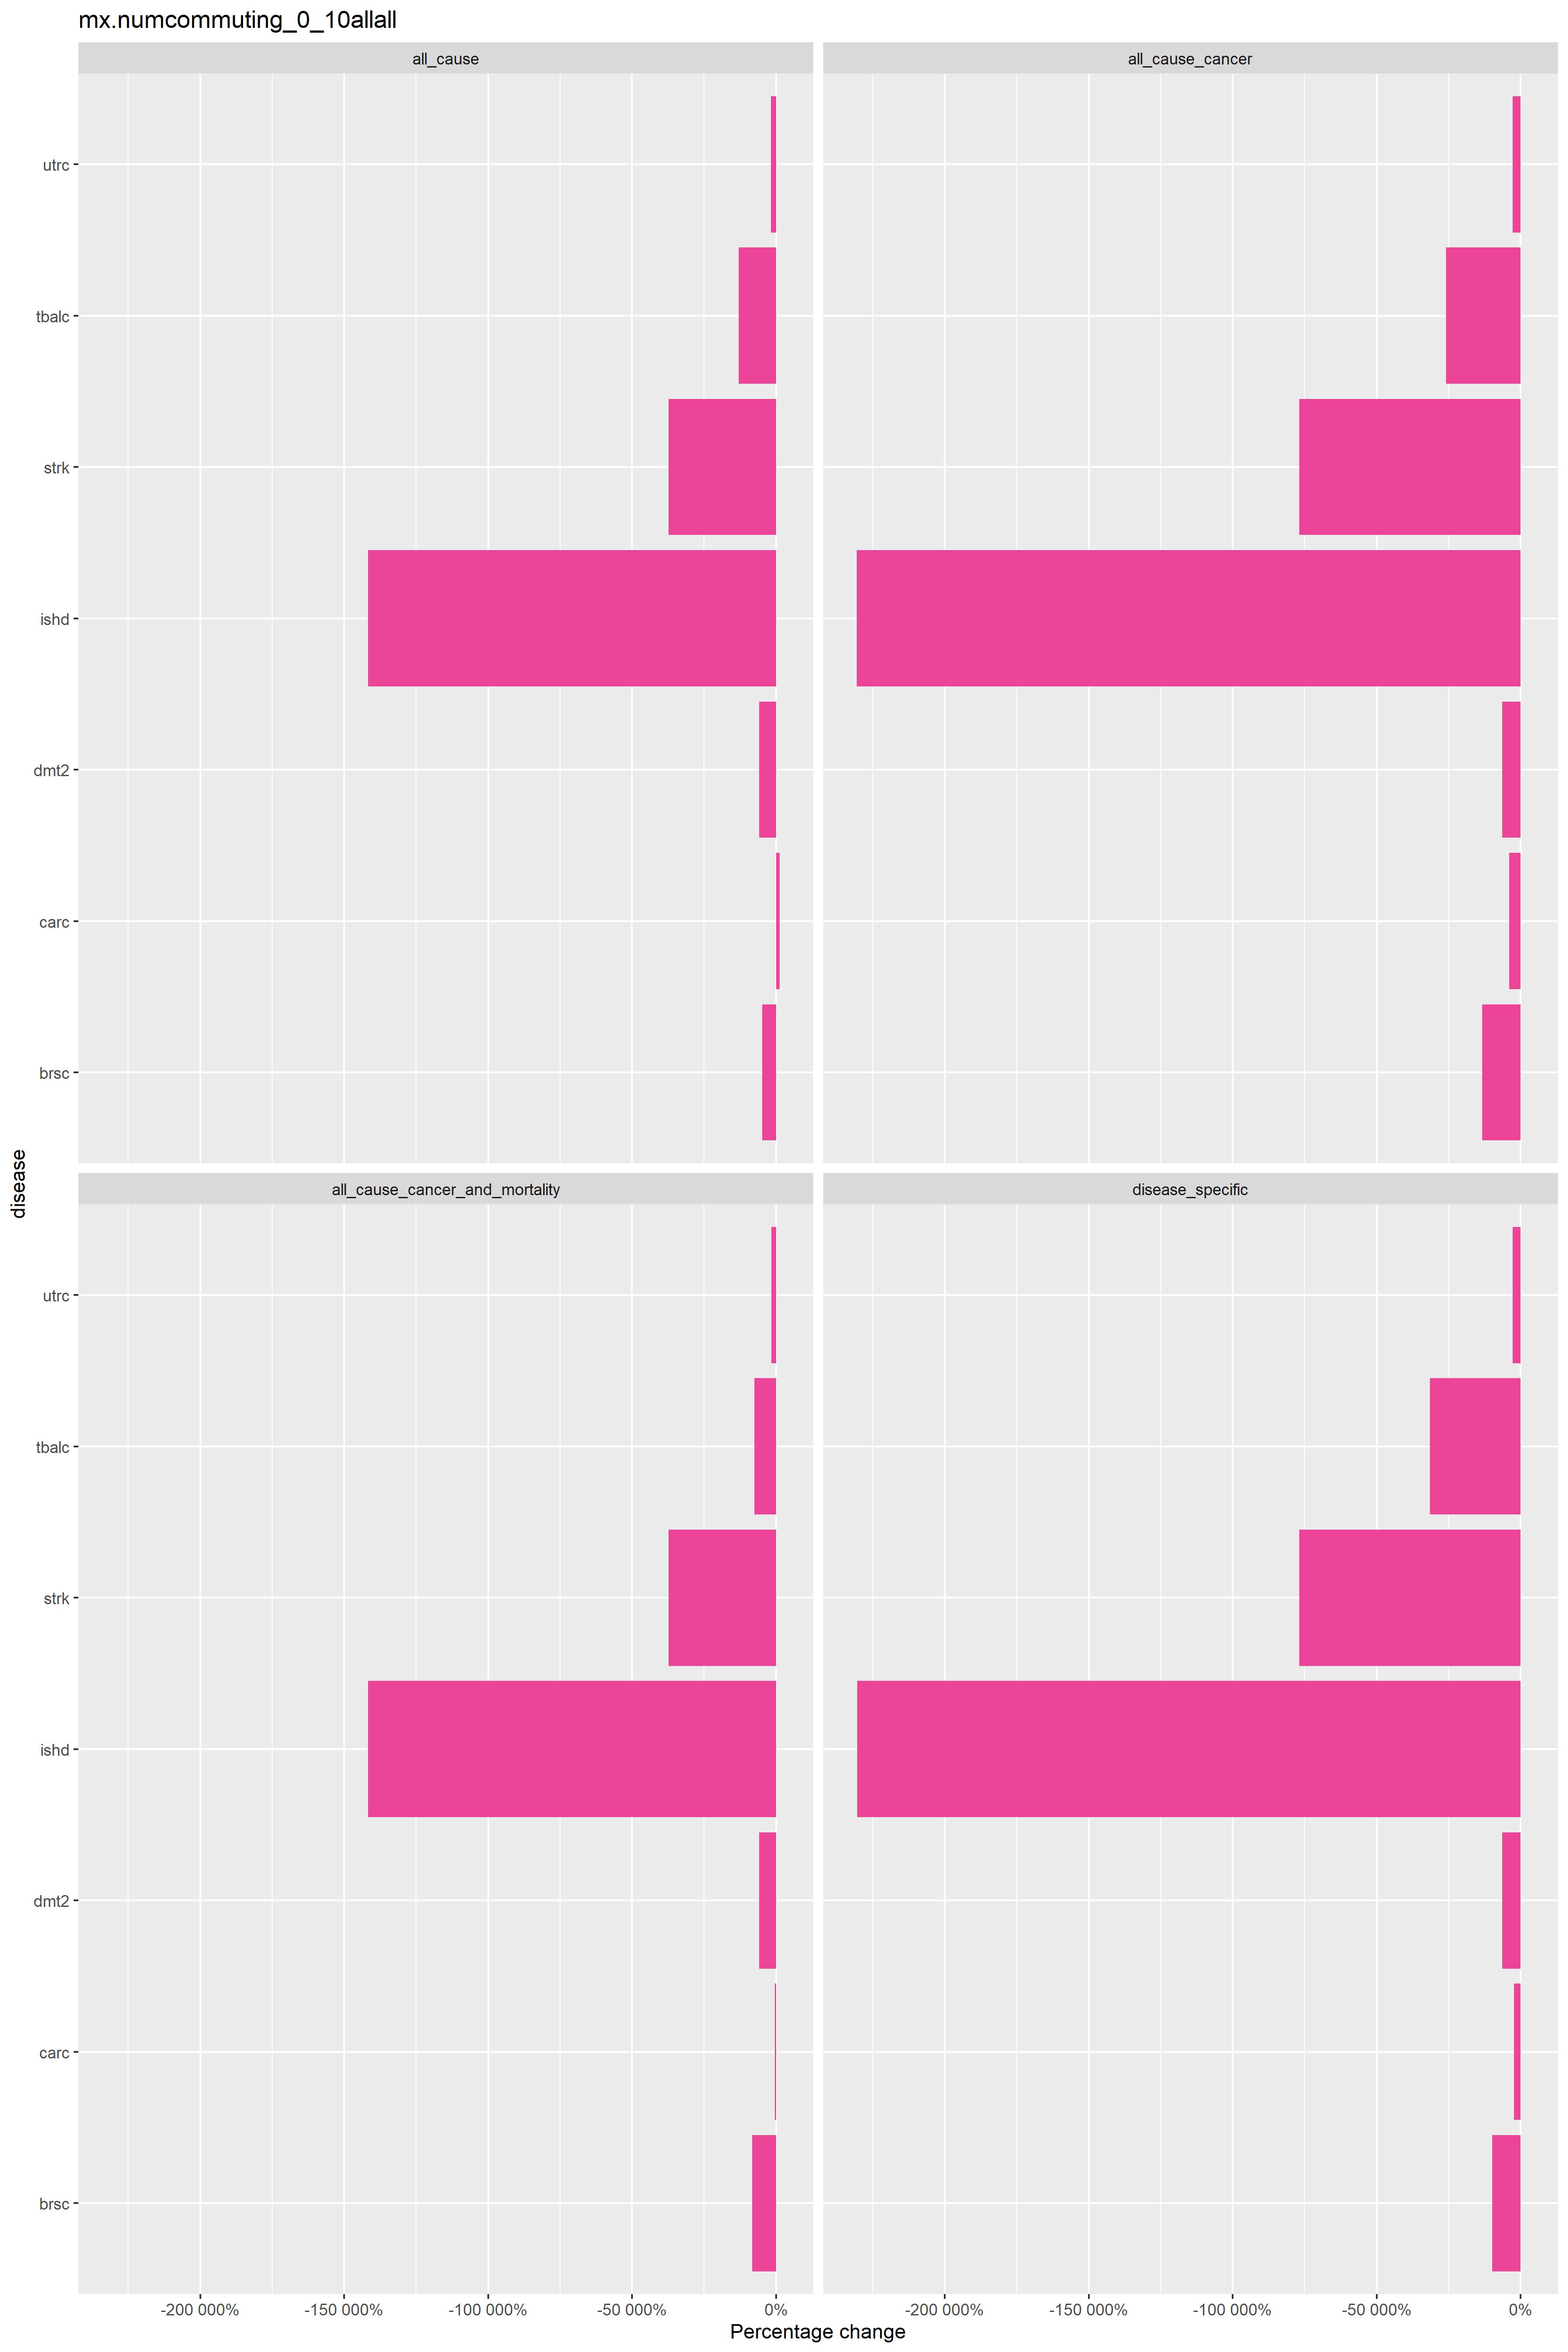 mx.numcommuting_0_10allall
all_cause
all_cause_cancer
utrc
tbalc
strk
ishd
dmt2
carc
brsc
disease
all_cause_cancer_and_mortality
disease_specific
utrc
tbalc
strk
ishd
dmt2
carc
brsc
-200 000% -150 000% -100 000% -50 000% 0%
-200 000% -150 000% -100 000% -50 000% 0%
Percentage change